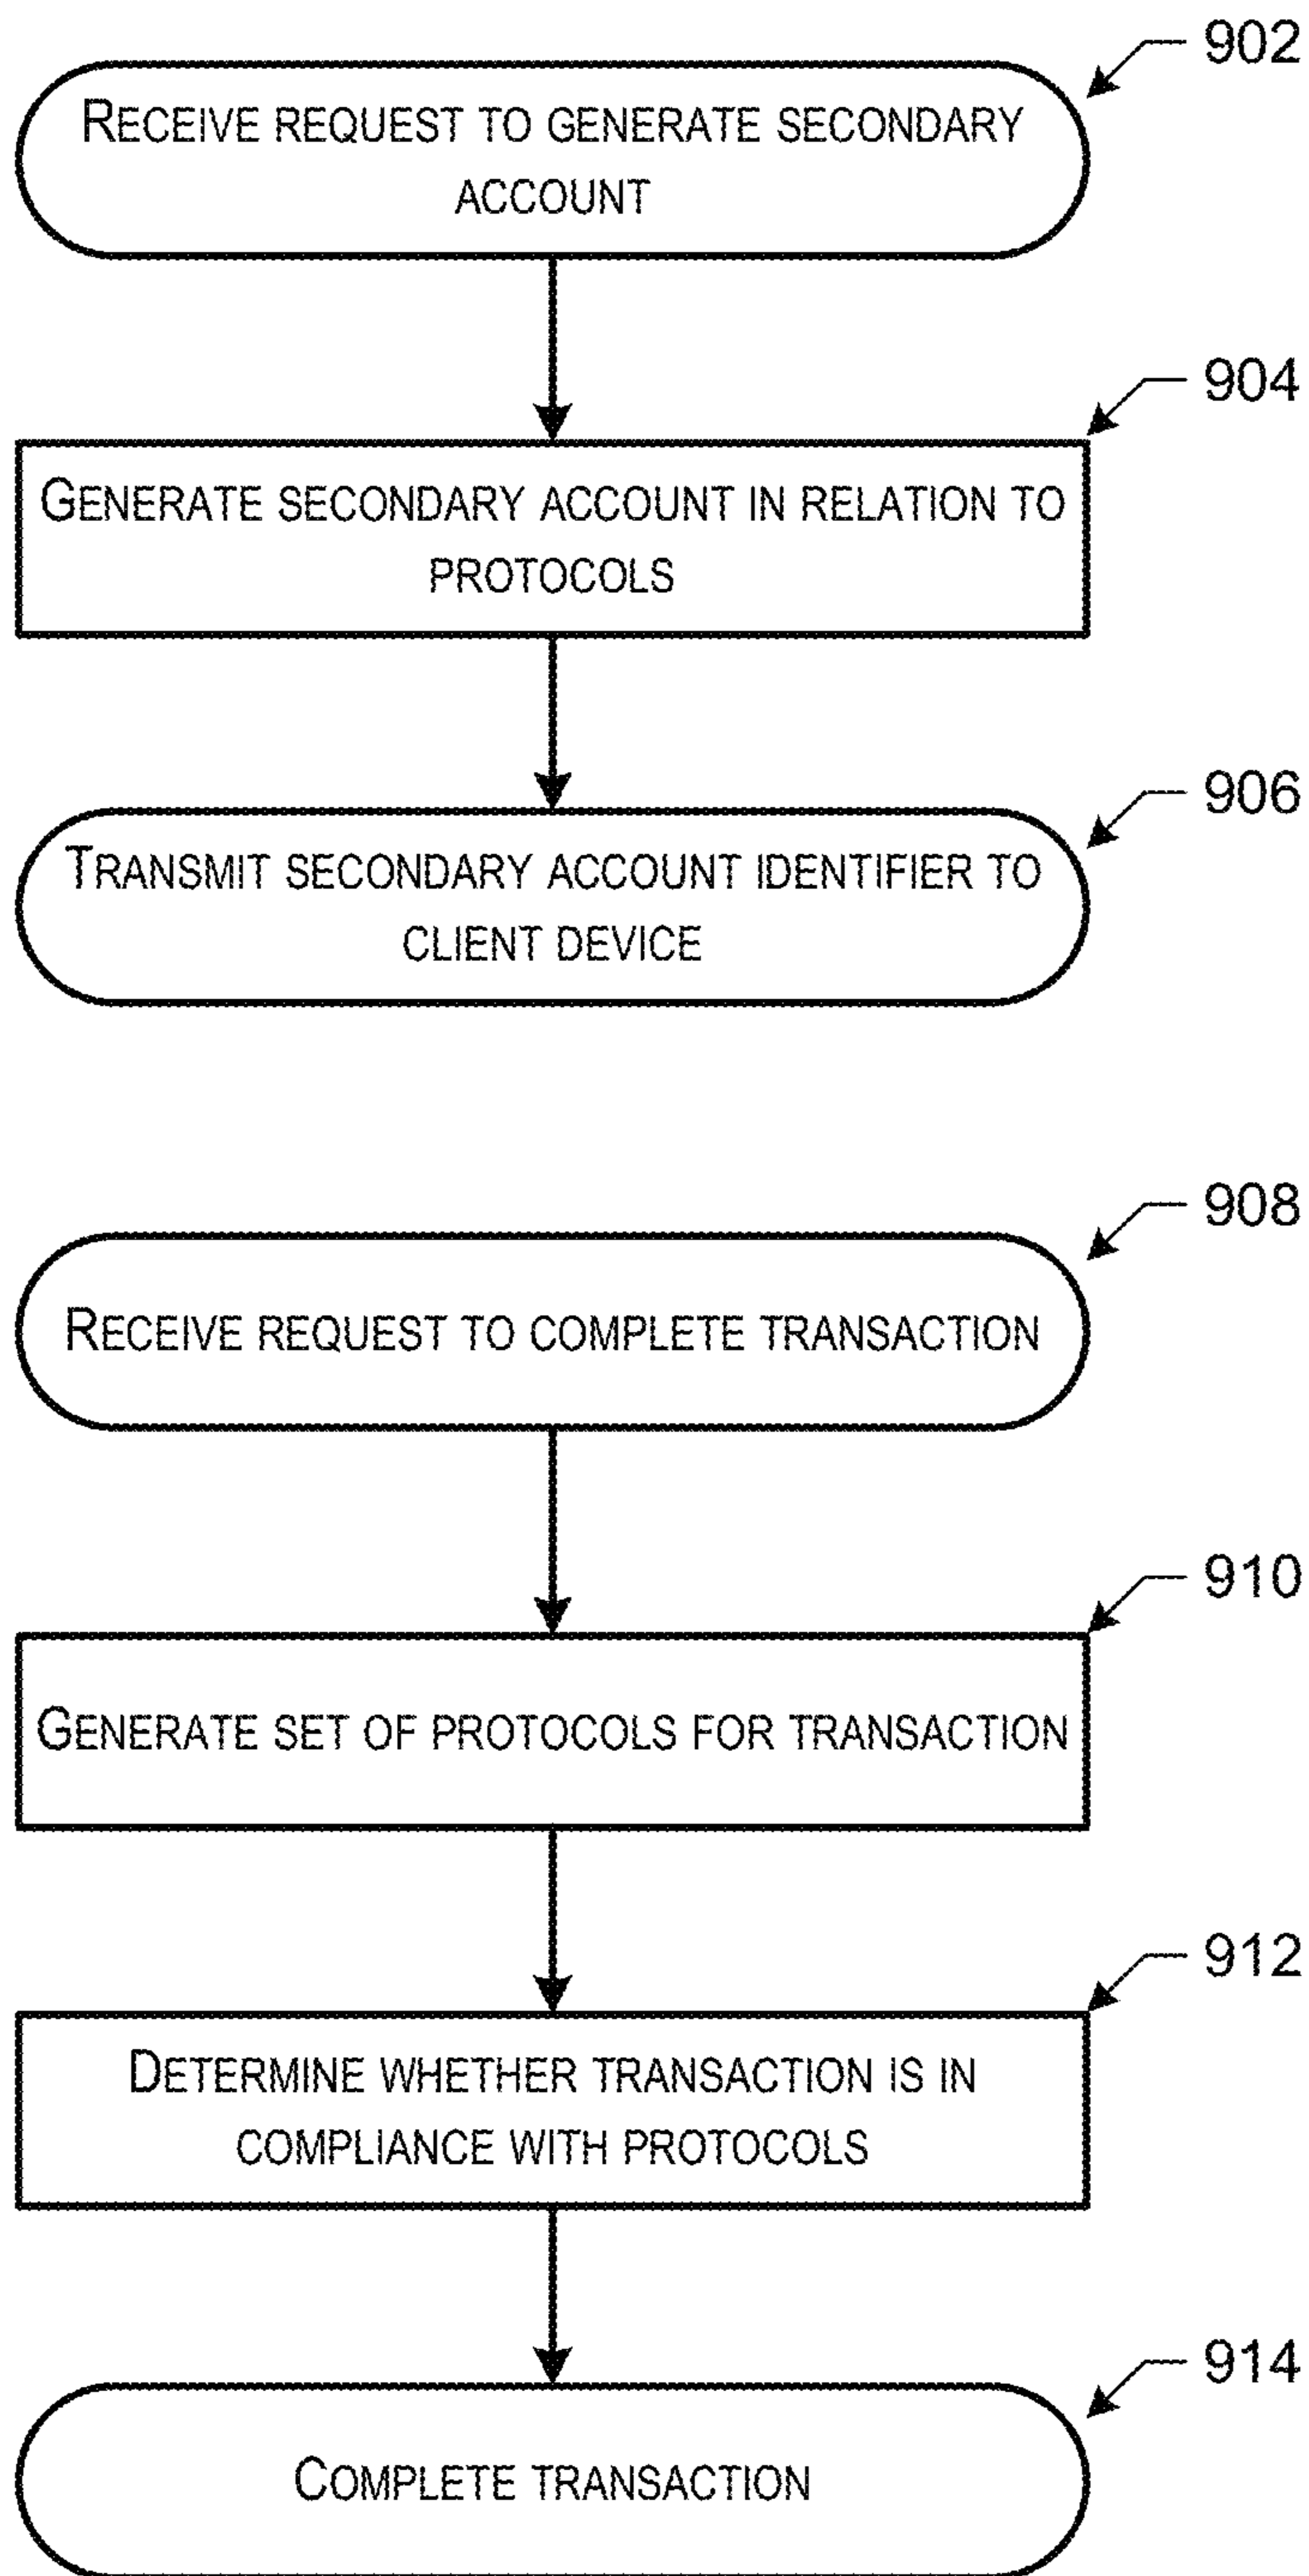 902
RECEIVE REQUEST TO GENERATE SECONDARY
ACCOUNT
904
GENERATE SECONDARY ACCOUNT IN RELATION TO
PROTOCOLS
906
TRANSMIT SECONDARY ACCOUNT IDENTIFIER TO
CLIENT DEVICE
908
RECEIVE REQUEST TO COMPLETE TRANSACTION
910
GENERATE SET OF PROTOCOLS FOR TRANSACTION
912
DETERMINE WHETHER TRANSACTION IS IN
COMPLIANCE WITH PROTOCOLS
914
COMPLETE TRANSACTION